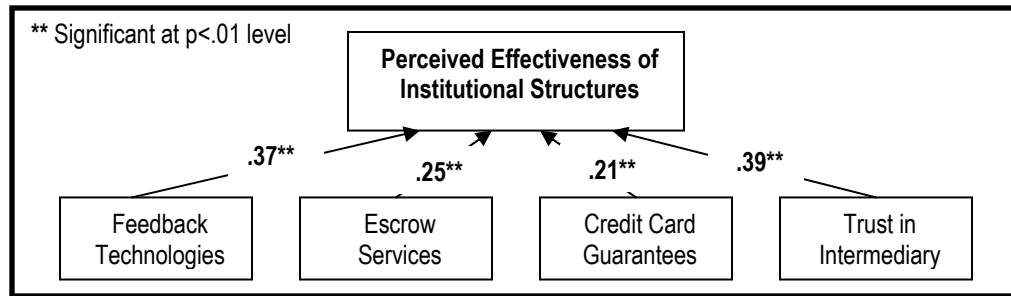 ** Significant at p<.01 level
Perceived Effectiveness of
Institutional Structures
.37**
.25**
.21**
.39**
Feedback
Technologies
Escrow
Services
Credit Card
Guarantees
Trust in
Intermediary